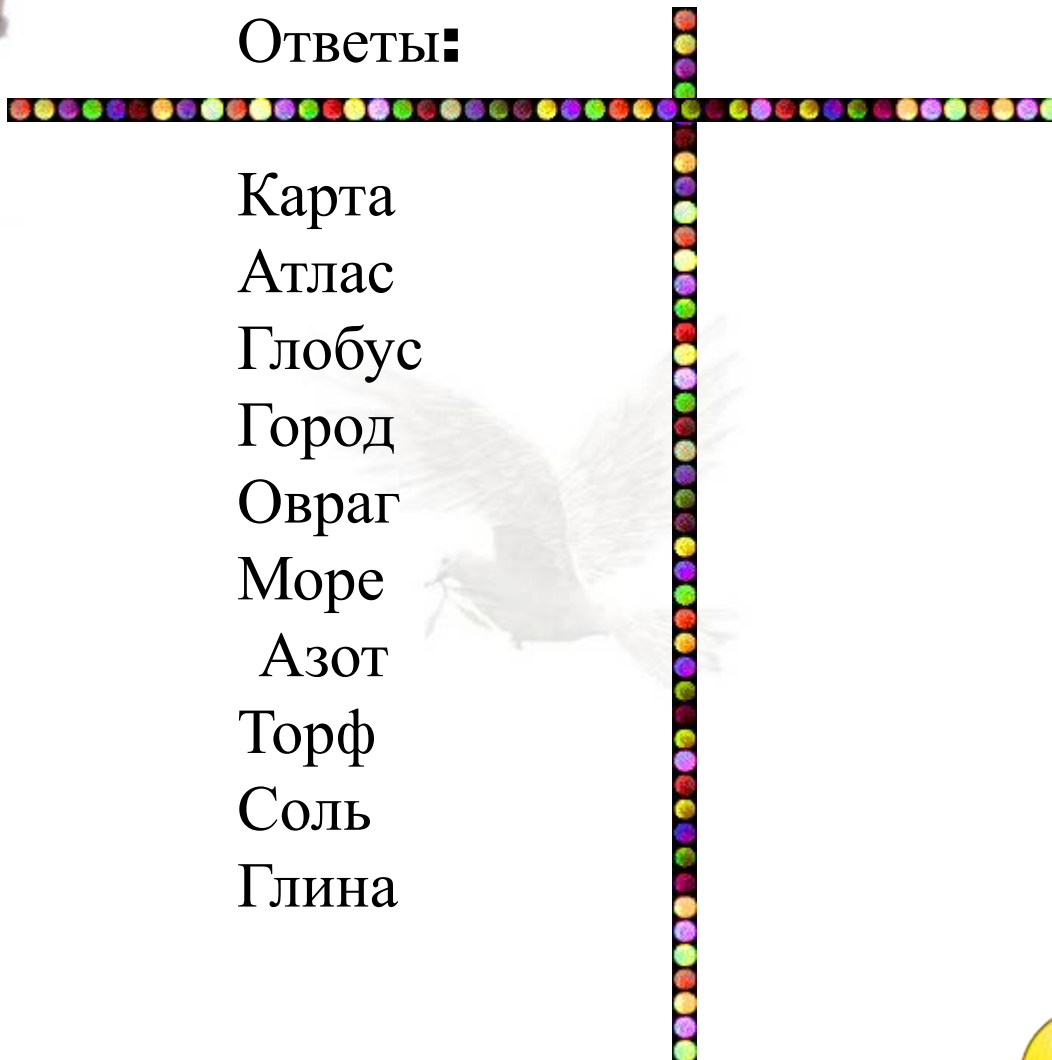 Ответы:
Карта
Атлас
Глобус
Город
Овраг
Море
Азот
Торф
Соль
Глина